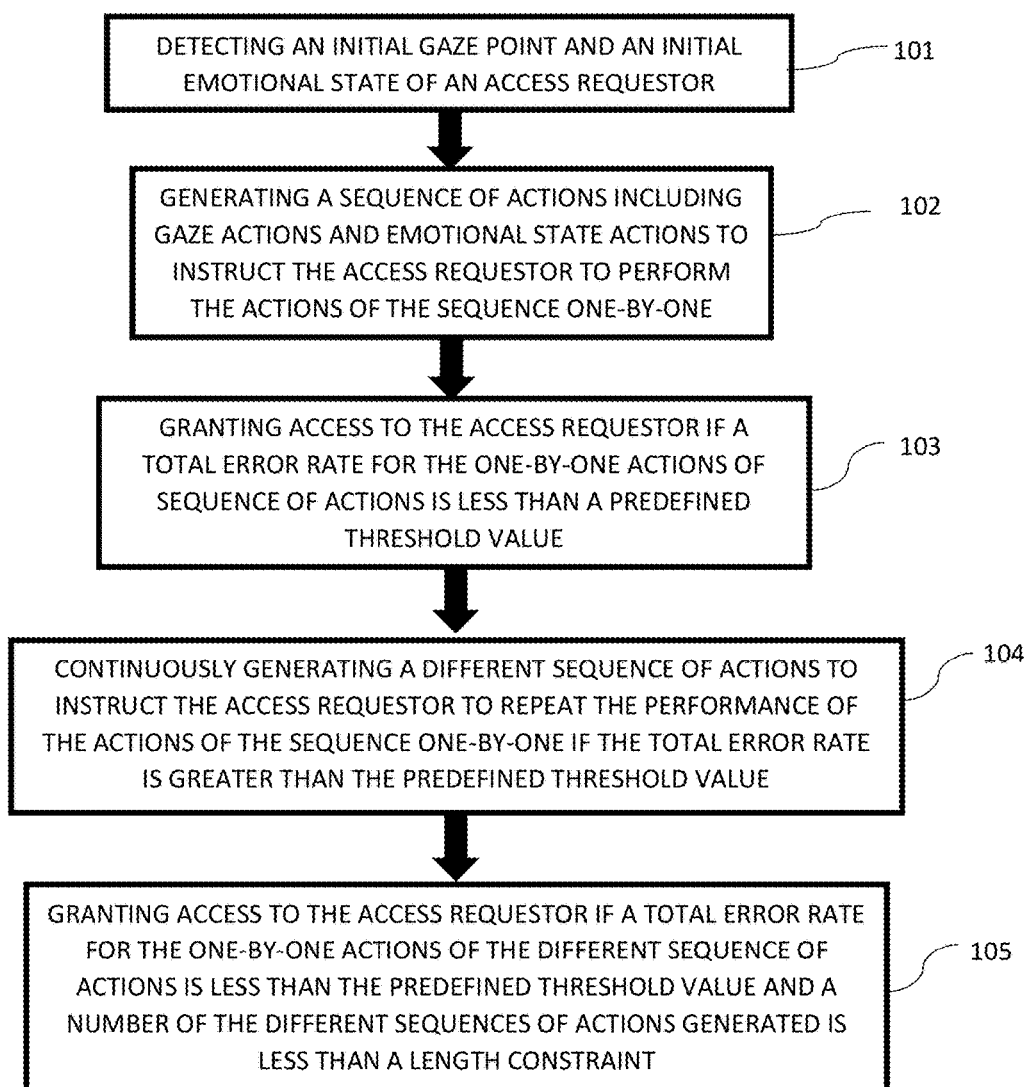 DETECTING AN INITIAL GAZE POINT AND AN INITIAL
EMOTIONAL STATE OF AN ACCESS REQUESTOR
101
GENERATING A SEQUENCE OF ACTIONS INCLUDING
GAZE ACTIONS AND EMOTIONAL STATE ACTIONS TO
INSTRUCT THE ACCESS REQUESTOR TO PERFORM
THE ACTIONS OF THE SEQUENCE ONE-BY-ONE
102
GRANTING ACCESS TO THE ACCESS REQUESTOR IF A
TOTAL ERROR RATE FOR THE ONE-BY-ONE ACTIONS OF
SEQUENCE OF ACTIONS IS LESS THAN A PREDEFINED
THRESHOLD VALUE
103
CONTINUOUSLY GENERATING A DIFFERENT SEQUENCE OF ACTIONS TO
INSTRUCT THE ACCESS REQUESTOR TO REPEAT THE PERFORMANCE OF
THE ACTIONS OF THE SEQUENCE ONE-BY-ONE IF THE TOTAL ERROR RATE
IS GREATER THAN THE PREDEFINED THRESHOLD VALUE
104
GRANTING ACCESS TO THE ACCESS REQUESTOR IF A TOTAL ERROR RATE
FOR THE ONE-BY-ONE ACTIONS OF THE DIFFERENT SEQUENCE OF
ACTIONS IS LESS THAN THE PREDEFINED THRESHOLD VALUE AND A
NUMBER OF THE DIFFERENT SEQUENCES OF ACTIONS GENERATED IS
LESS THAN A LENGTH CONSTRAINT
105